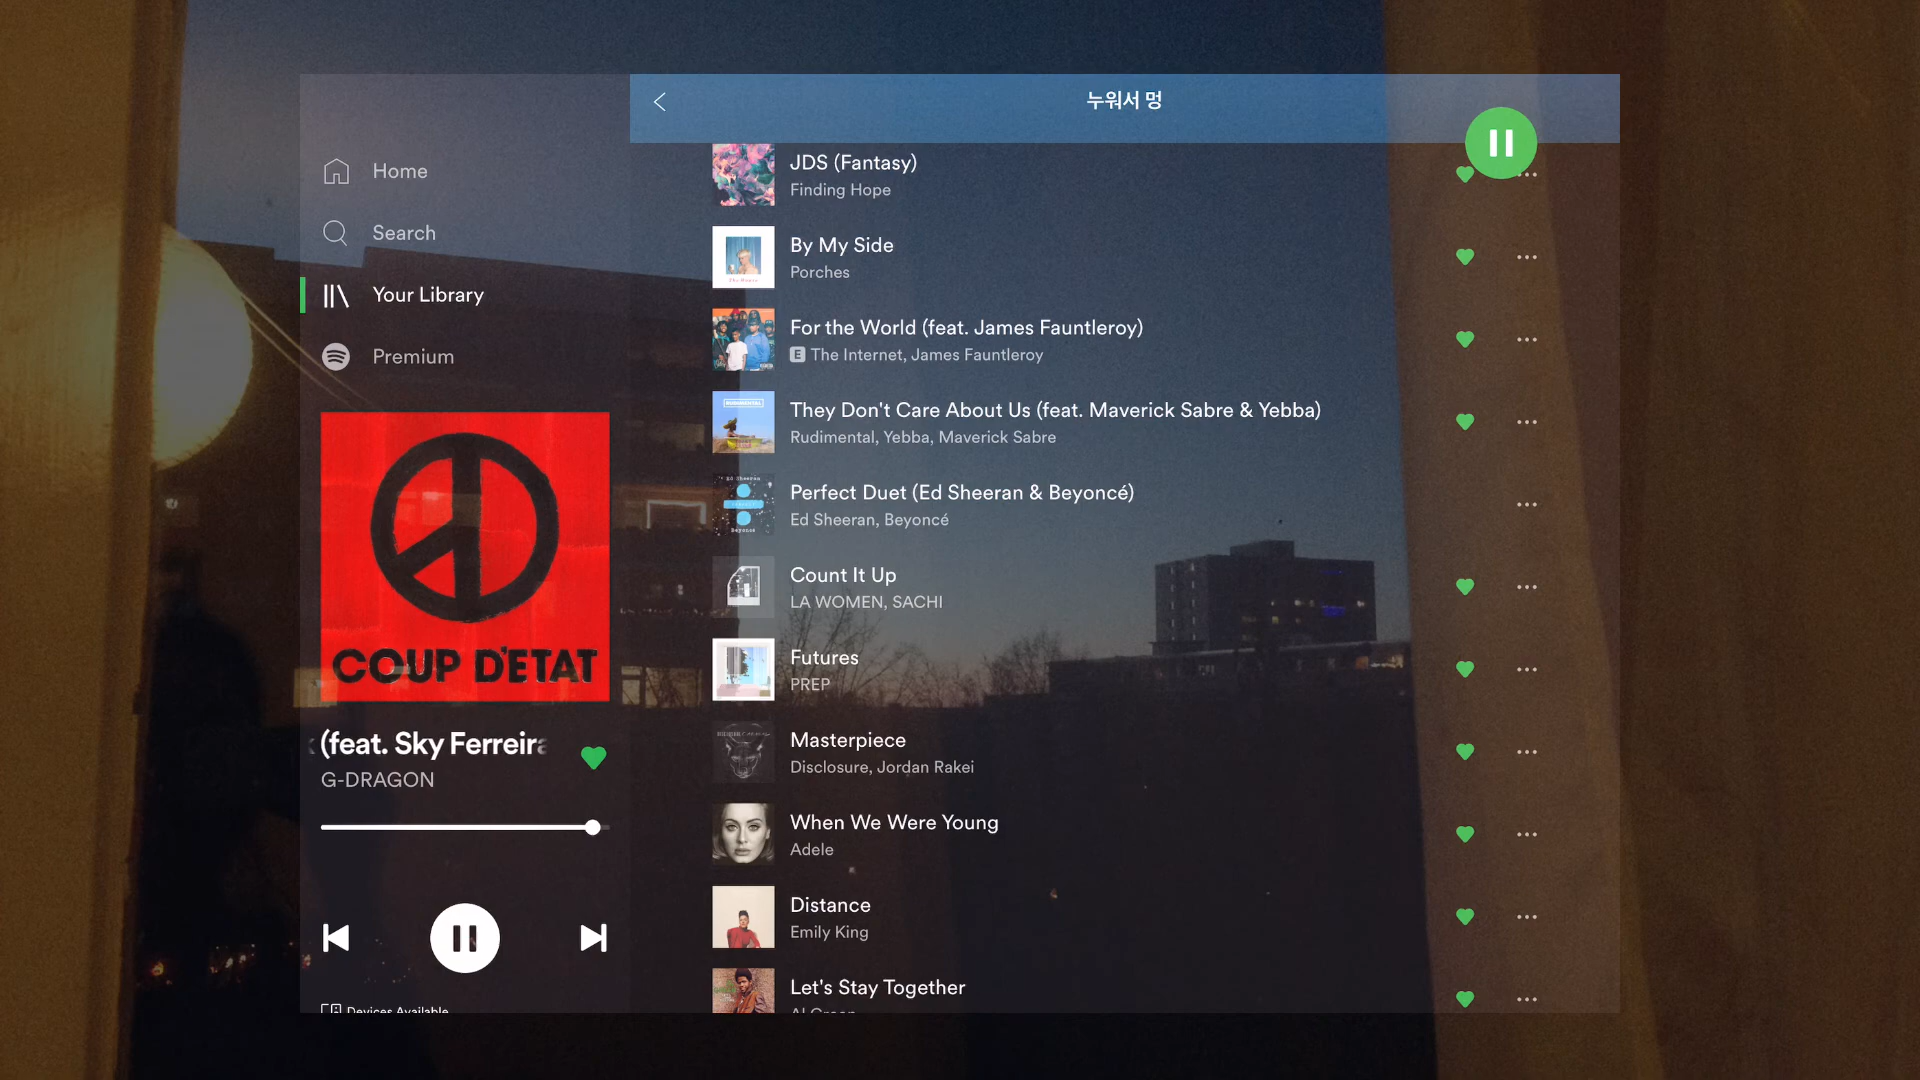 누워서 멍
Home
Search
Your Library
Premium
COUP D'ETAT
(feat. Sky Ferreira
G-DRAGON
Devices Available
JDS (Fantasy)
Finding Hope
By My Side
Porches
For the World (feat. James Fauntleroy)
E The Internet, James Fauntleroy
They Don't Care About Us (feat. Maverick Sabre & Yebba)
Rudimental, Yebba, Maverick Sabre
Perfect Duet (Ed Sheeran & Beyoncé)
Ed Sheeran, Beyoncé
Count It Up
LA WOMEN, SACHI
Futures
PREP
Masterpiece
Disclosure, Jordan Rakei
When We Were Young
Adele
Distance
Emily King
Let's Stay Together
Al Green